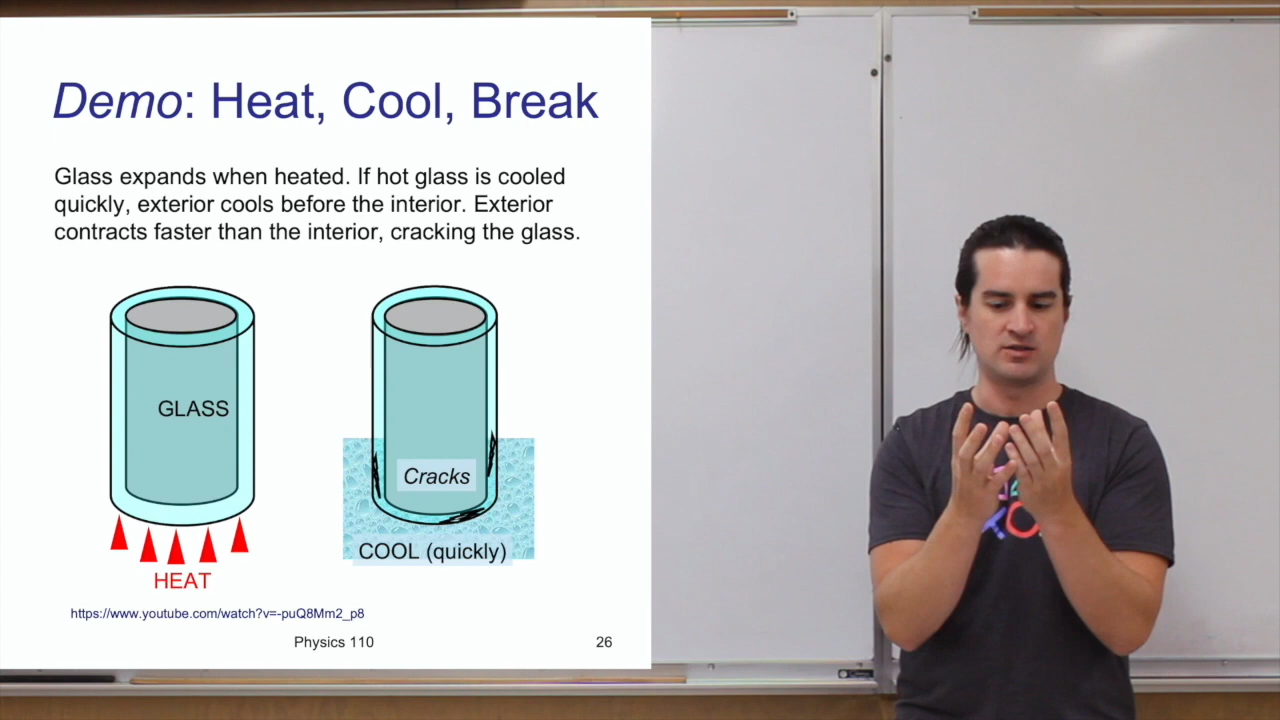 Demo: Heat, Cool, Break
Glass expands when heated. If hot glass is cooled
quickly, exterior cools before the interior. Exterior
contracts faster than the interior, cracking the glass.
GLASS
Cracks
COOL (quickly)
HEAT
https://www.youtube.com/watch?v=-puQ8Mm2_p8
Physics 110
26